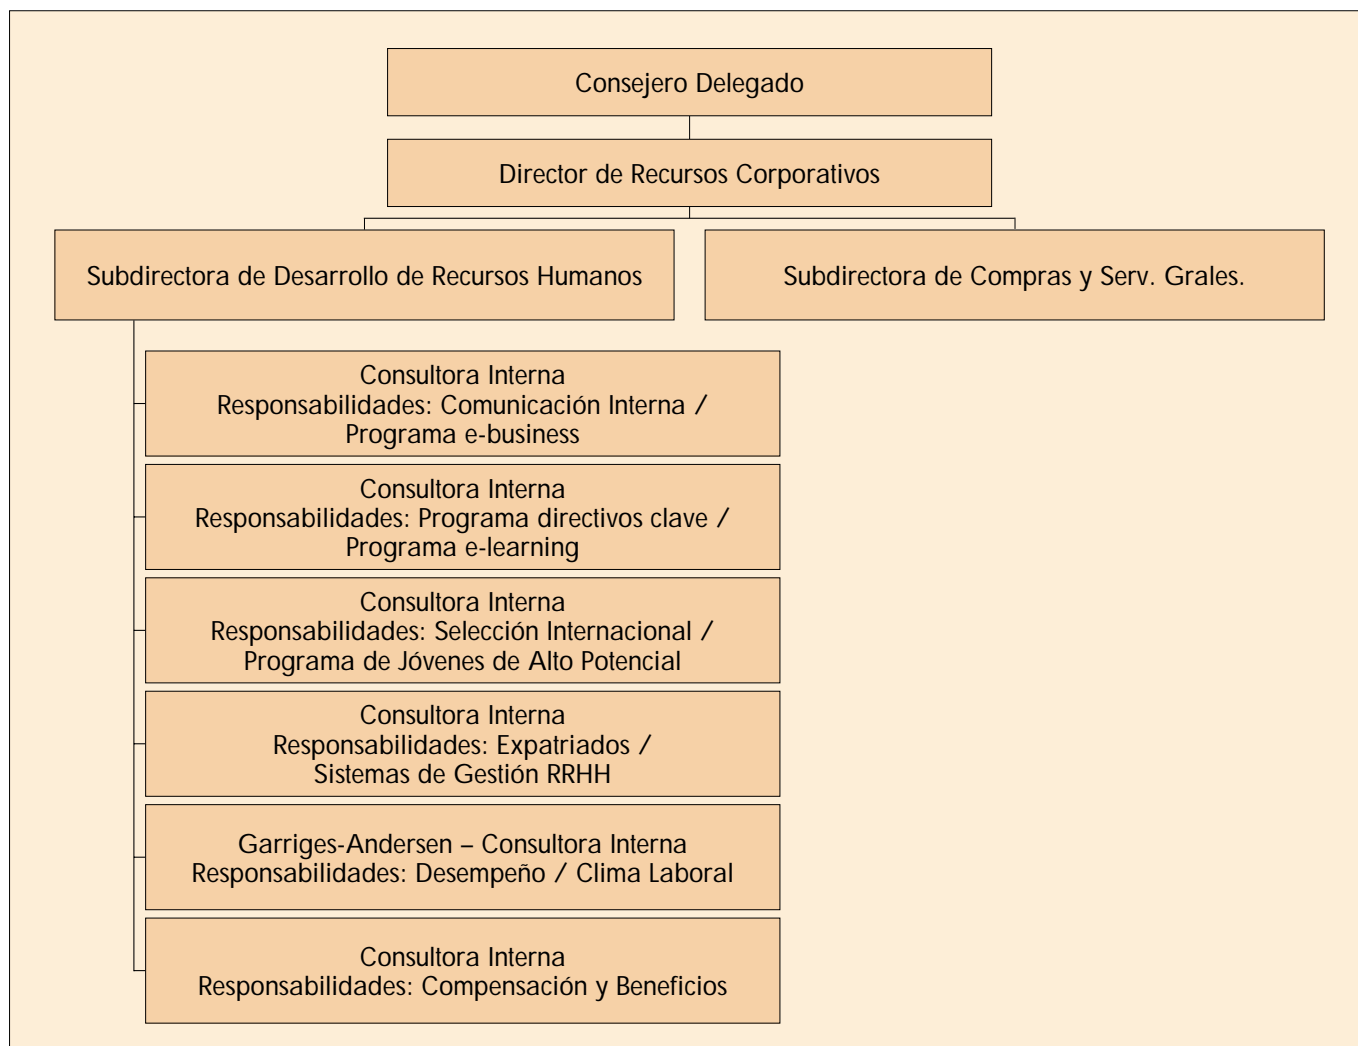 Consejero Delegado
Director de Recursos Corporativos
Subdirectora de Desarrollo de Recursos Humanos
Subdirectora de Compras y Serv. Grales.
Consultora Interna
Responsabilidades: Comunicación Interna /
Programa e-business
Consultora Interna
Responsabilidades: Programa directivos clave /
Programa e-learning
Consultora Interna
Responsabilidades: Selección Internacional /
Programa de Jóvenes de Alto Potencial
Consultora Interna
Responsabilidades: Expatriados /
Sistemas de Gestión RRHH
Garriges-Andersen – Consultora Interna
Responsabilidades: Desempeño / Clima Laboral
Consultora Interna
Responsabilidades: Compensación y Beneficios